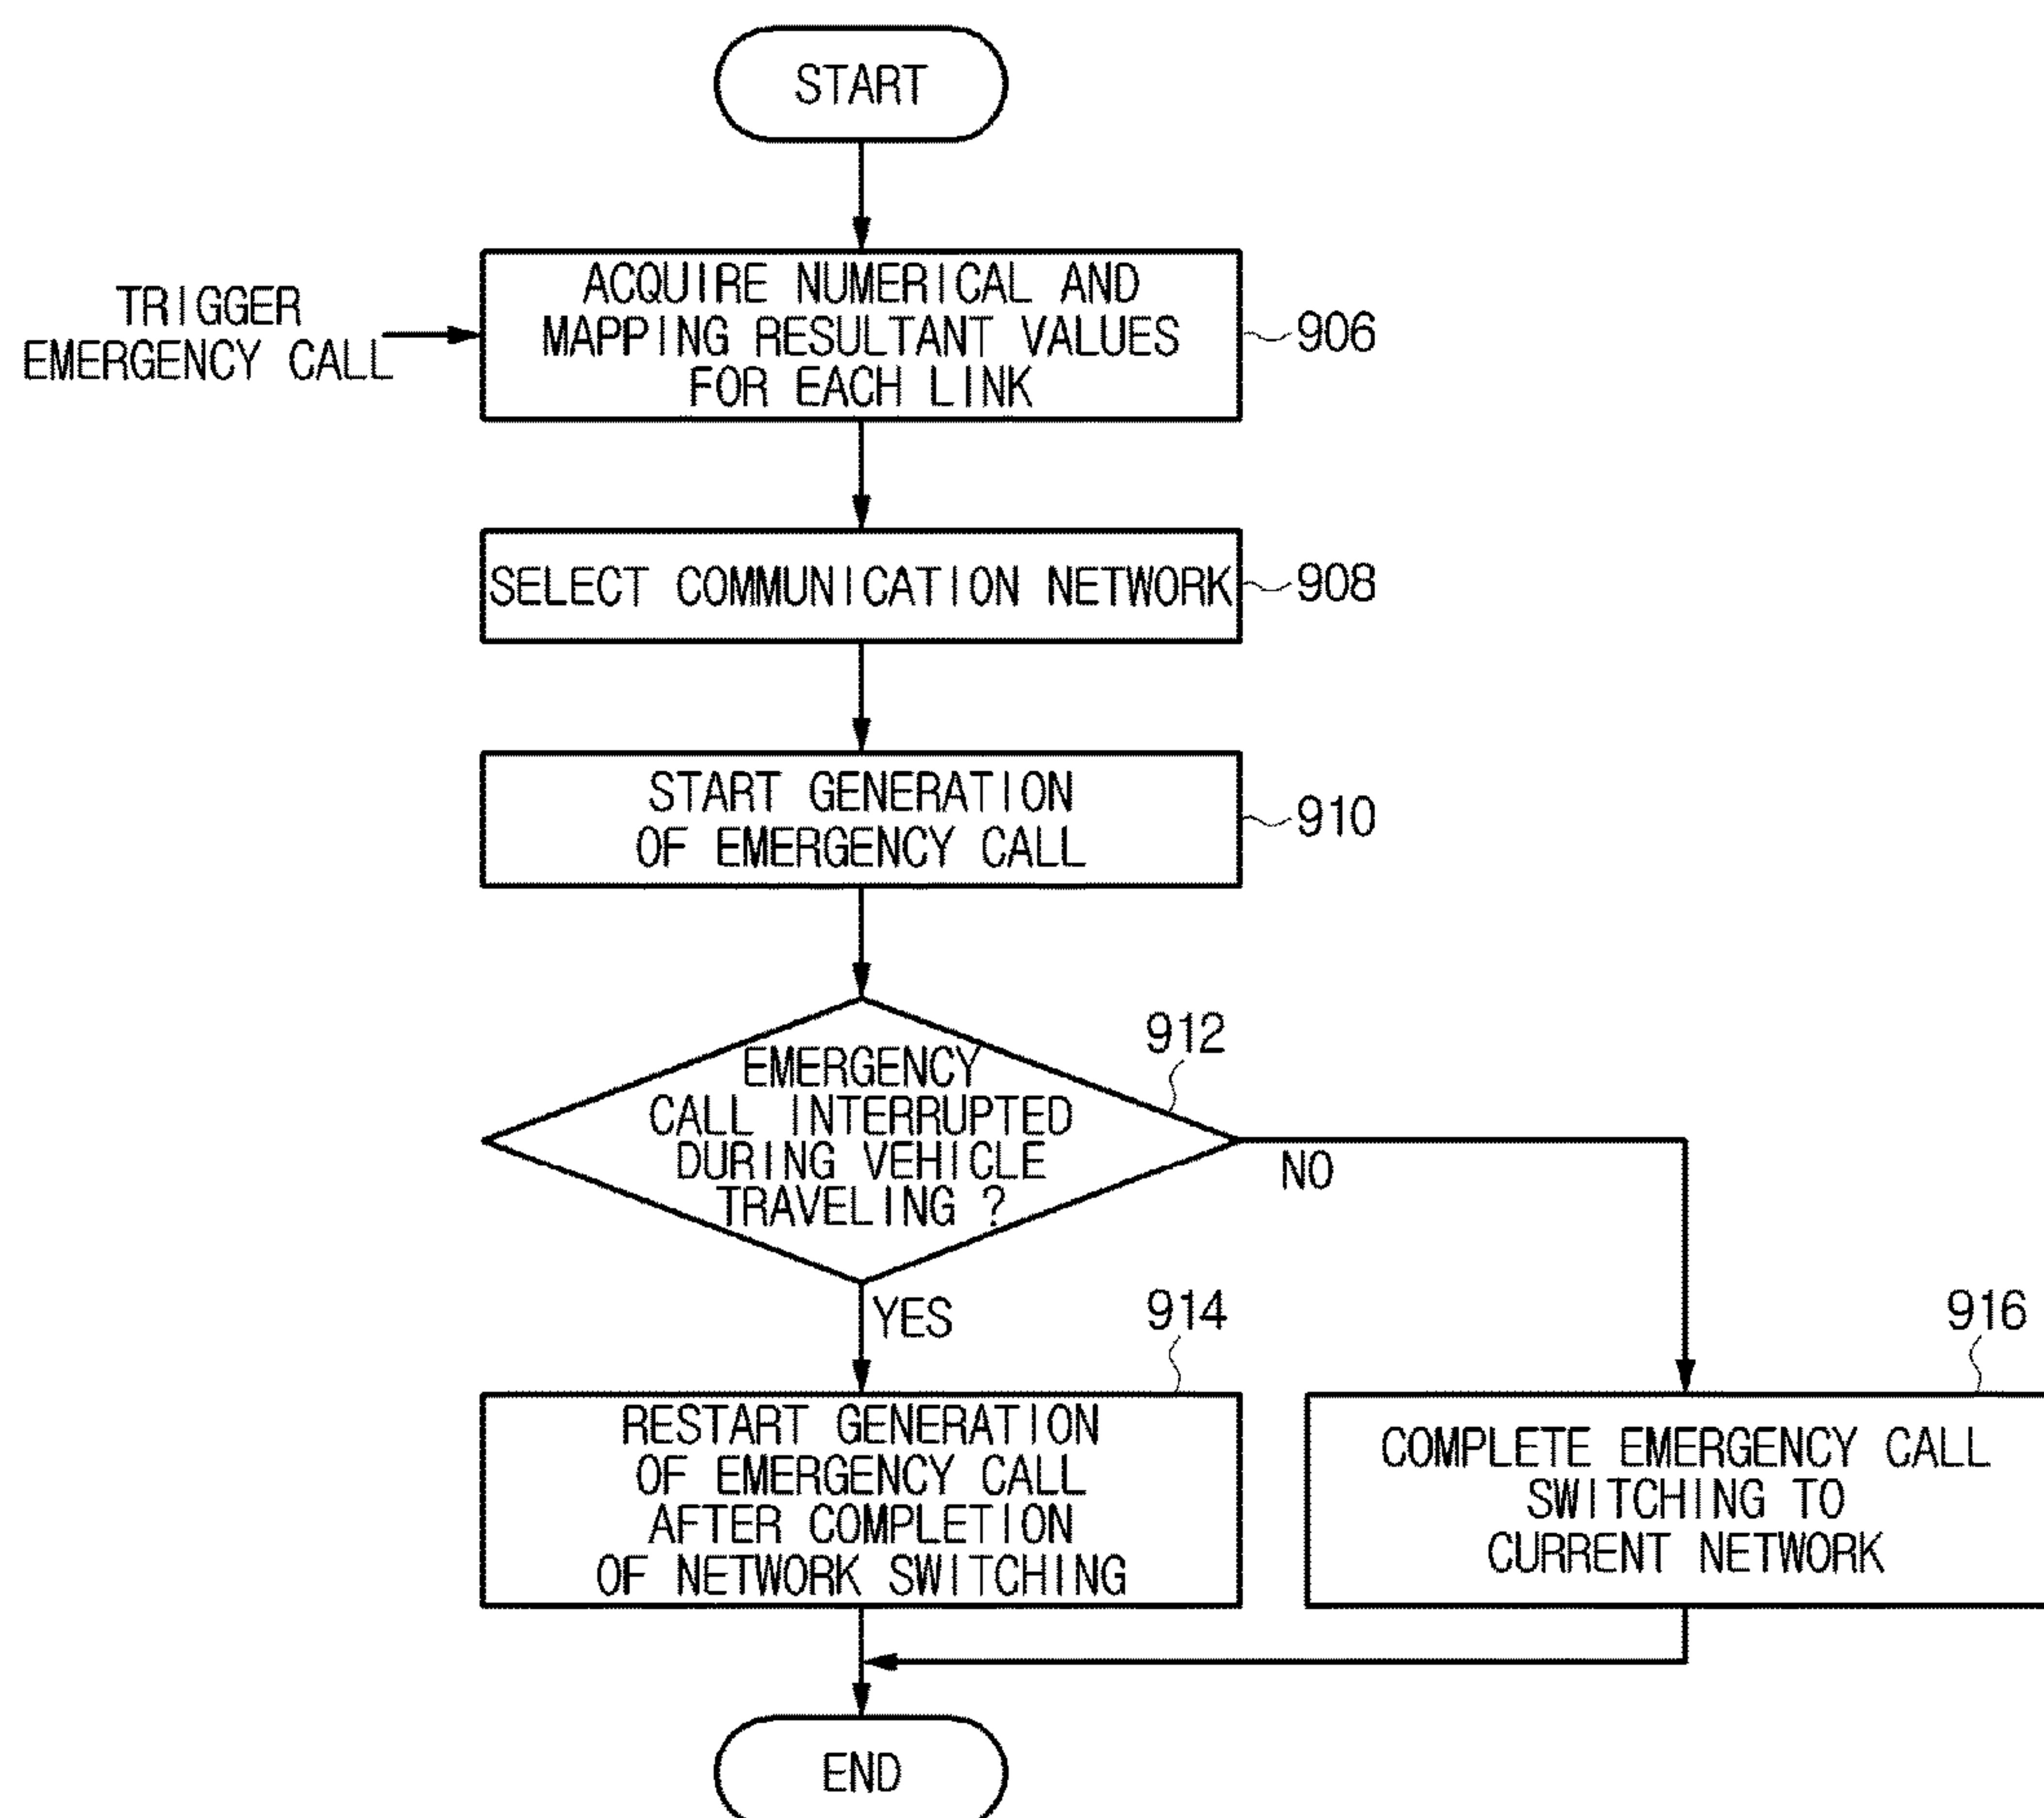 START
TRIGGER
EMERGENCY CALL
ACQUIRE NUMERICAL AND
MAPPING RESULTANT VALUES
FOR EACH LINK
906
SELECT COMMUNICATION NETWORK
908
START GENERATION
OF EMERGENCY CALL
910
912
EMERGENCY
CALL INTERRUPTED
DURING VEHICLE
TRAVELING ?
NO
YES
914
916
RESTART GENERATION
OF EMERGENCY CALL
AFTER COMPLETION
OF NETWORK SWITCHING
COMPLETE EMERGENCY CALL
SWITCHING TO
CURRENT NETWORK
END